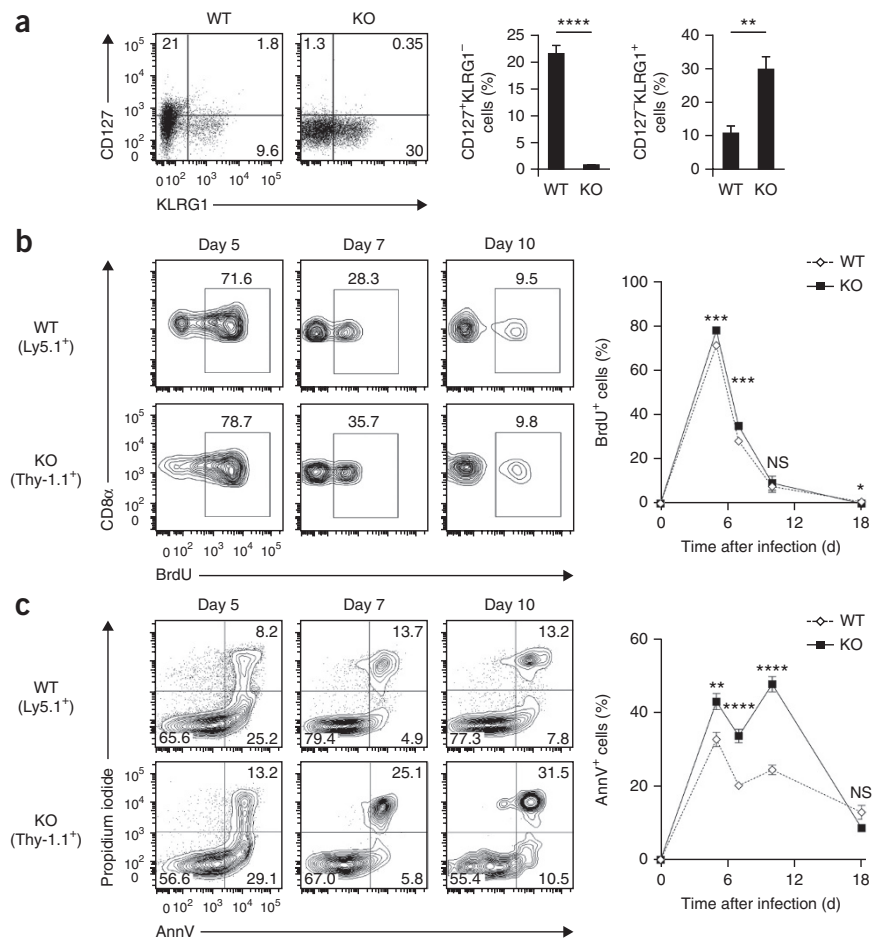 a
WT KO
CD127
10⁵
10⁴
10³
10²
0
21 1.8
9.6
1.3 0.35
30
0 10² 10³ 10⁴ 10⁵ 0 10² 10³ 10⁴ 10⁵
KLRG1
CD127⁺KLRG1⁻
cells (%)
25
20
15
10
5
0
****
WT KO
CD127⁻KLRG1⁺
cells (%)
40
30
20
10
0
**
WT KO
b
Day 5 Day 7 Day 10
WT
(Ly5.1⁺)
71.6 28.3 9.5
KO
(Thy-1.1⁺)
78.7 35.7 9.8
CD8α
10⁵
10⁴
10³
10²
0
0 10² 10³ 10⁴ 10⁵
BrdU
WT
KO
BrdU⁺ cells (%)
100
80
60
40
20
0
***
***
NS
*
0 6 12 18
Time after infection (d)
c
Day 5 Day 7 Day 10
WT
(Ly5.1⁺)
8.2 13.7 13.2
65.6 25.2 79.4 4.9 77.3 7.8
KO
(Thy-1.1⁺)
13.2 25.1 31.5
56.6 29.1 67.0 5.8 55.4 10.5
Propidium iodide
10⁵
10⁴
10³
10²
0
0 10² 10³ 10⁴ 10⁵
AnnV
WT
KO
AnnV⁺ cells (%)
60
40
20
0
**
****
****
NS
0 6 12 18
Time after infection (d)